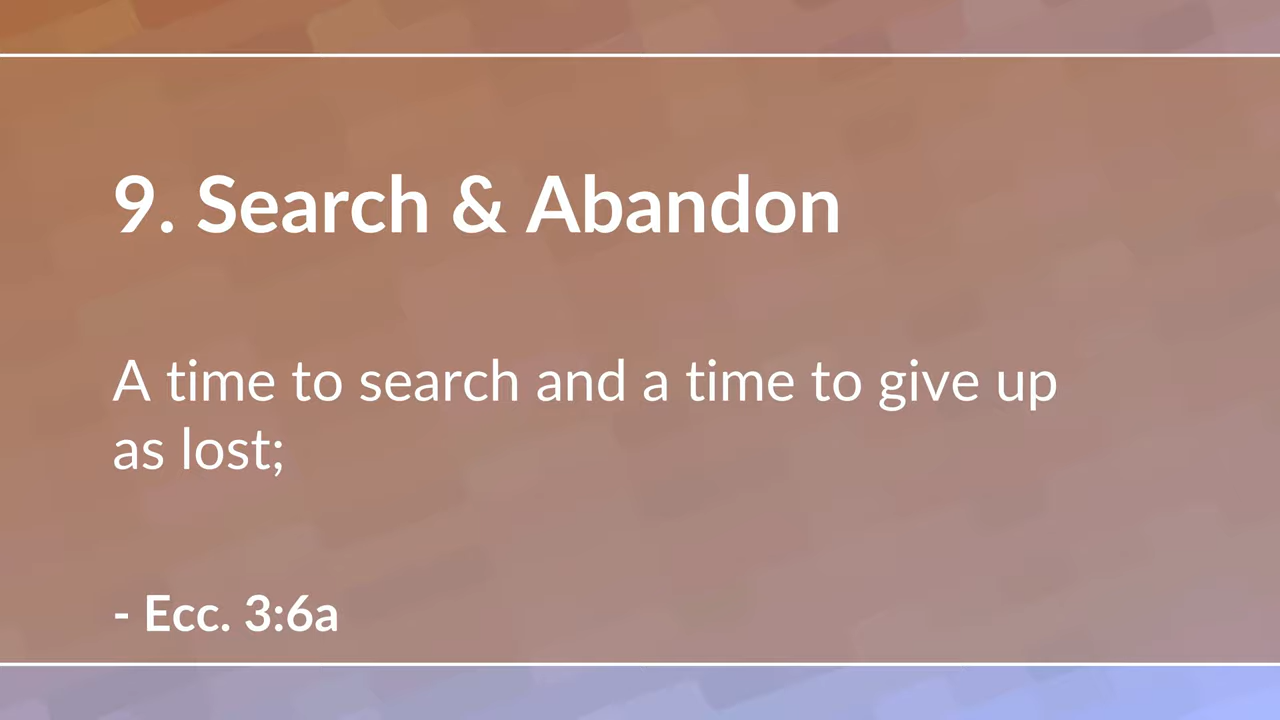 9. Search & Abandon
A time to search and a time to give up
as lost;
- Ecc. 3:6a